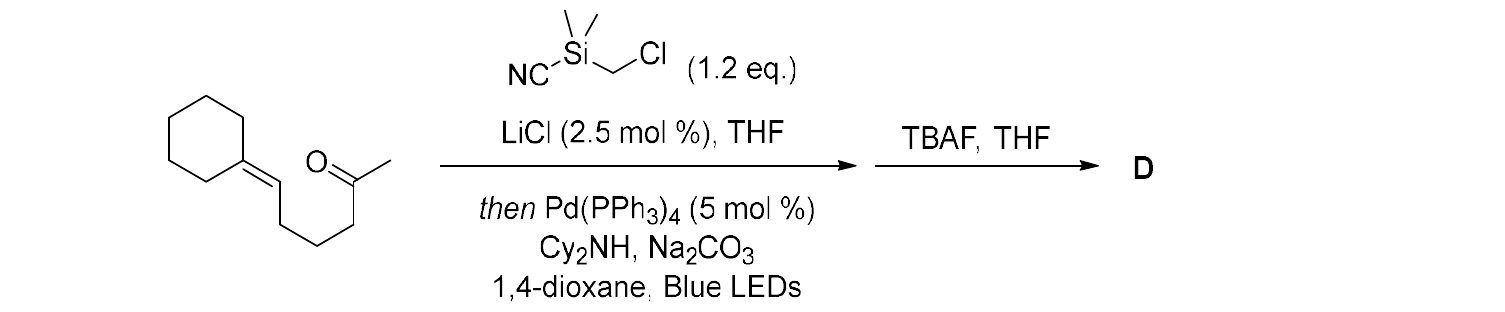 Si
Cl
NC
(1.2 eq.)
LiCl (2.5 mol %), THF
TBAF, THF
O
D
then Pd(PPh3)4 (5 mol %)
Cy2NH, Na2CO3
1,4-dioxane, Blue LEDs